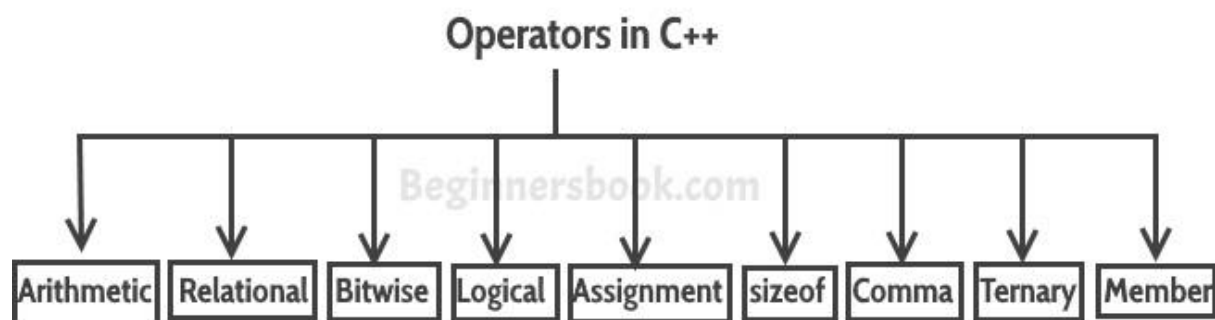 Operators in C++
Beginnersbook.com
Arithmetic Relational Bitwise Logical Assignment sizeof Comma Ternary Member